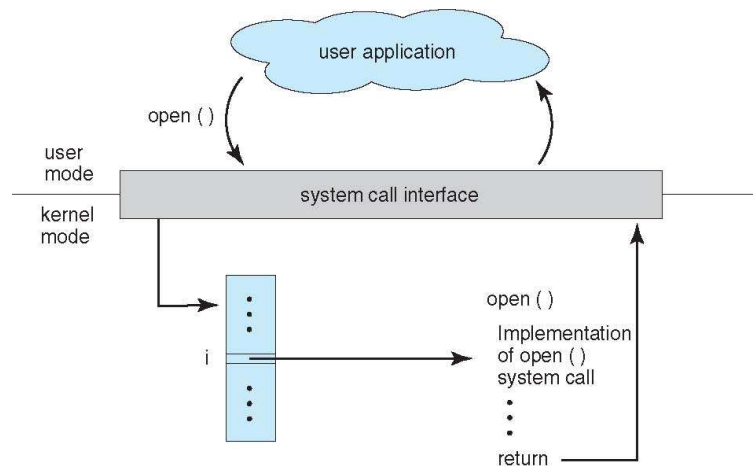 user application
open ( )
user
mode
system call interface
kernel
mode
open ( )
Implementation
of open ( )
system call
i
return